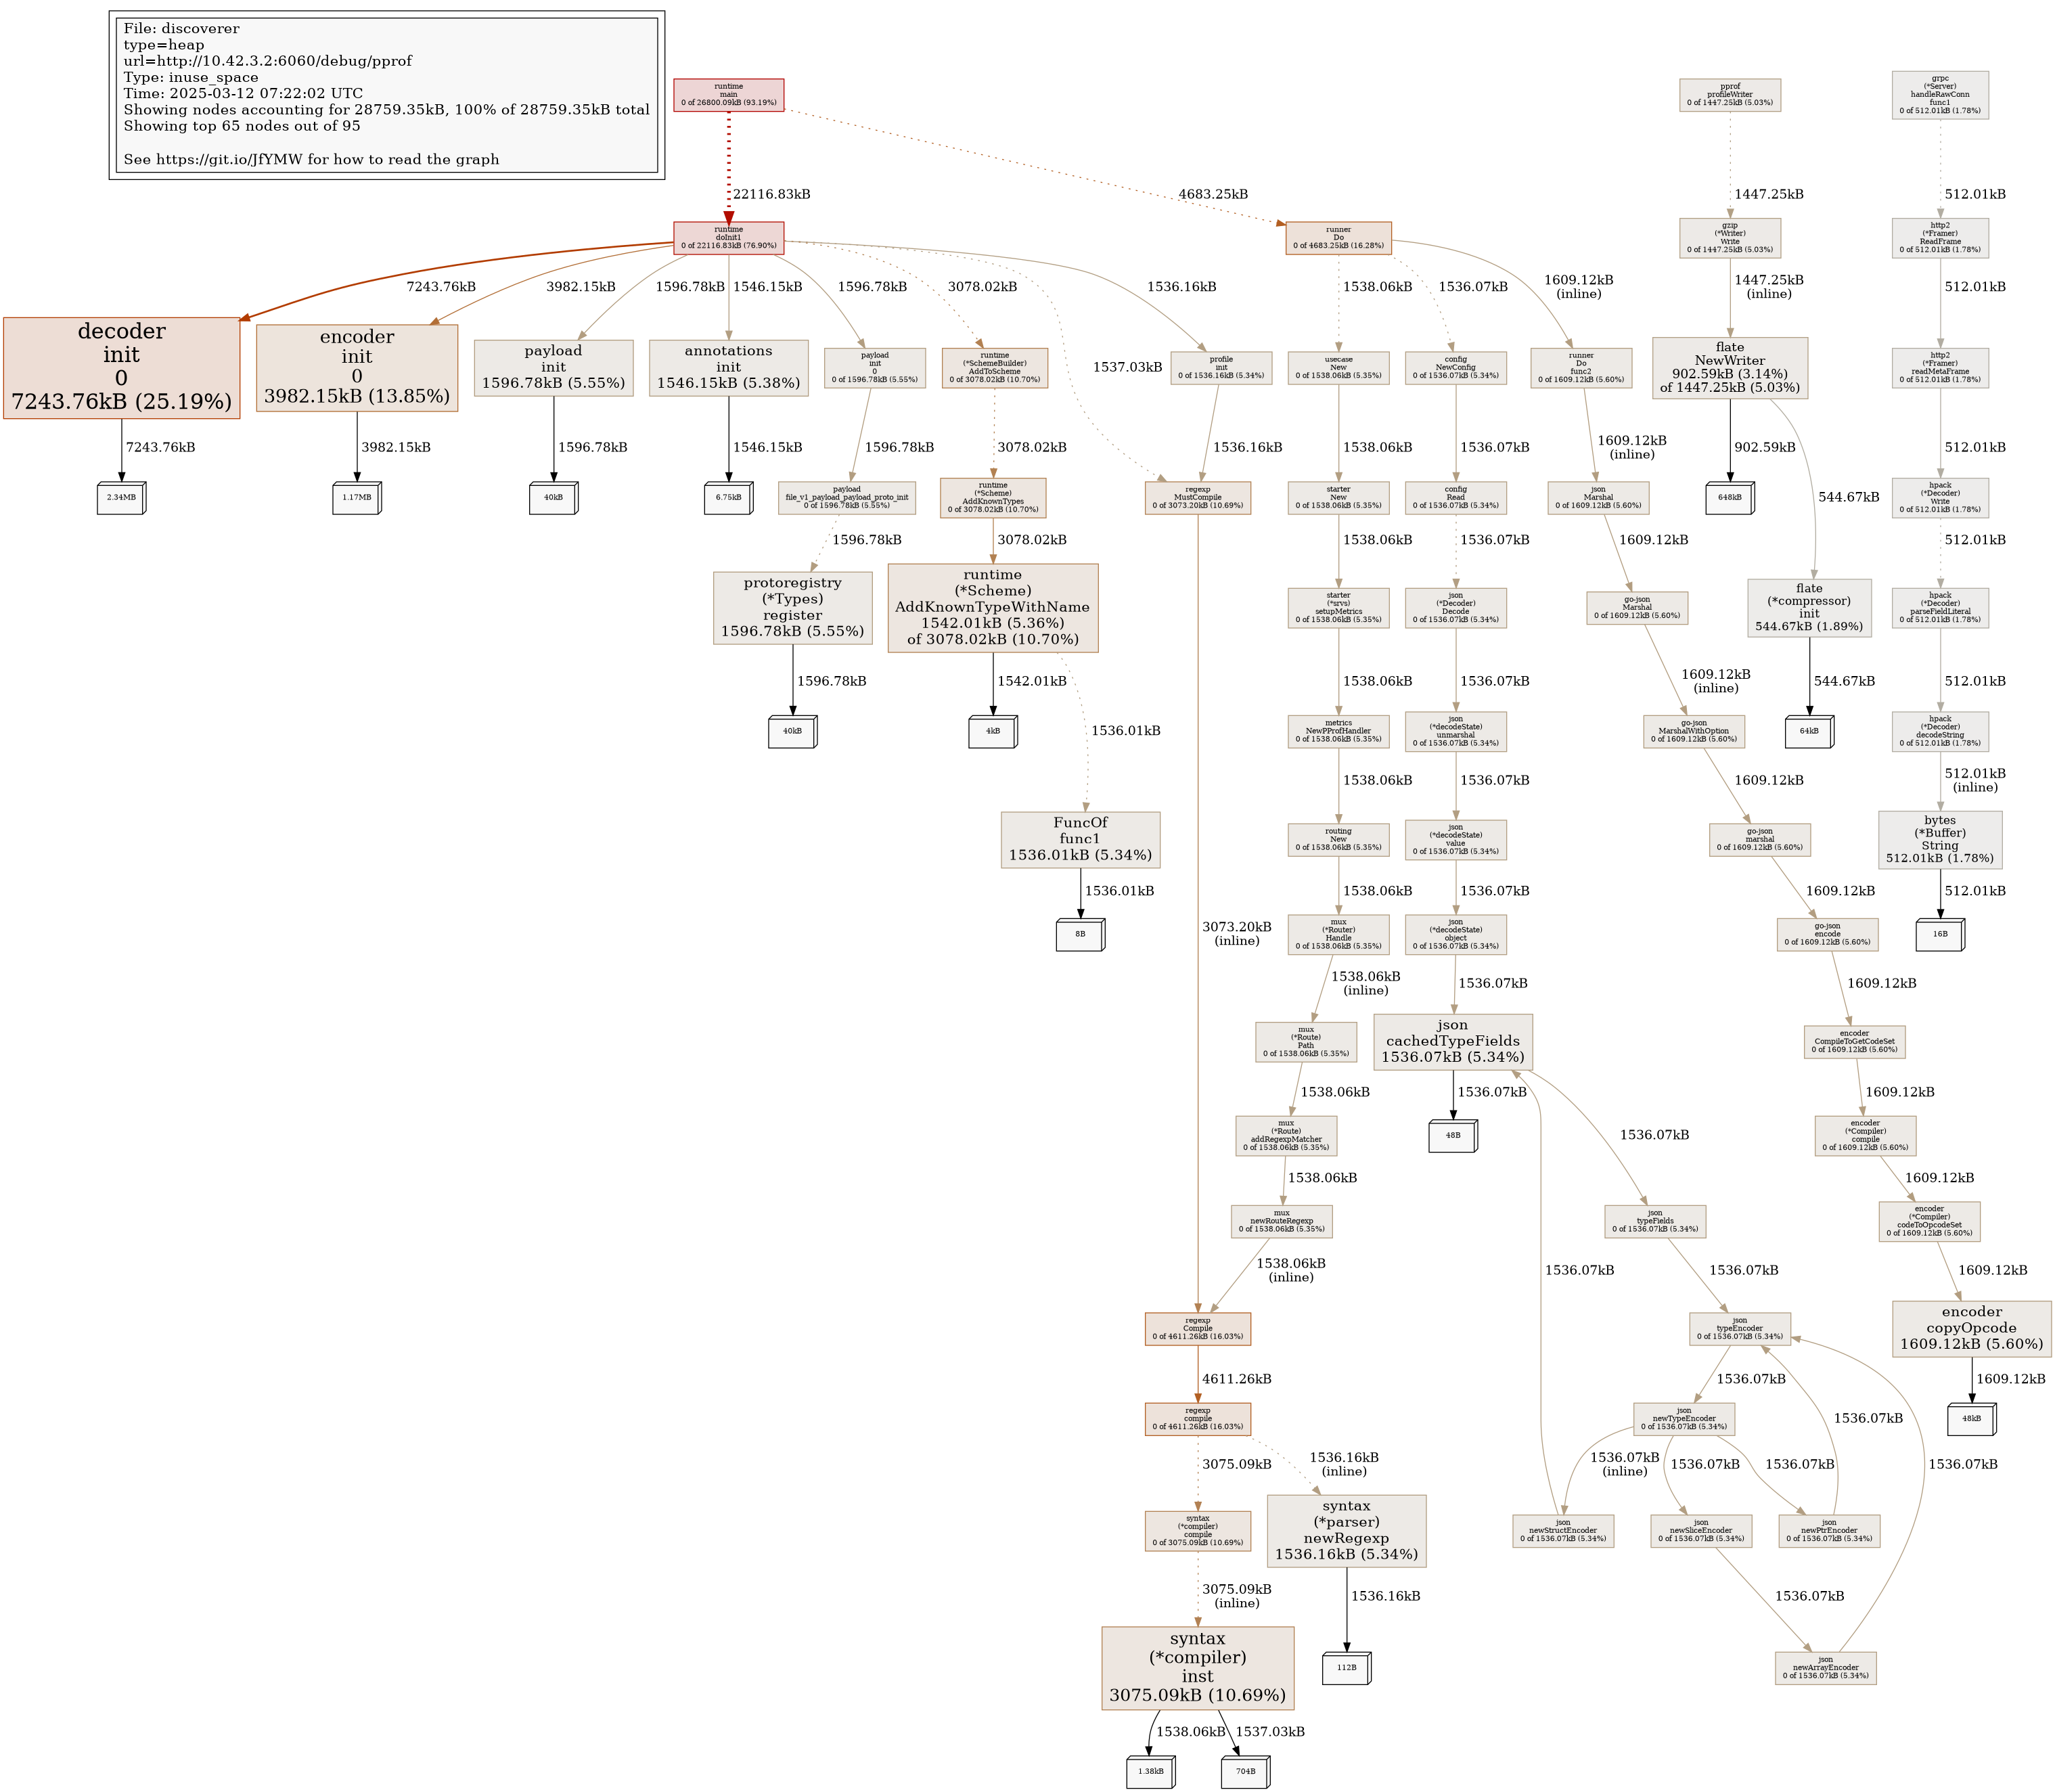 File: discoverer
type=heap
url=http://10.42.3.2:6060/debug/pprof
Type: inuse_space
Time: 2025-03-12 07:22:02 UTC
Showing nodes accounting for 28759.35kB, 100% of 28759.35kB total
Showing top 65 nodes out of 95
See https://git.io/JfYMW for how to read the graph
runtime
main
0 of 26800.09kB (93.19%)
pprof
profileWriter
0 of 1447.25kB (5.03%)
grpc
(*Server)
handleRawConn
func1
0 of 512.01kB (1.78%)
22116.83kB
4683.25kB
1447.25kB
512.01kB
runtime
doInit1
0 of 22116.83kB (76.90%)
runner
Do
0 of 4683.25kB (16.28%)
gzip
(*Writer)
Write
0 of 1447.25kB (5.03%)
http2
(*Framer)
ReadFrame
0 of 512.01kB (1.78%)
7243.76kB
3982.15kB
1596.78kB
1546.15kB
1596.78kB
3078.02kB
1537.03kB
1536.16kB
1538.06kB
1536.07kB
1609.12kB
(inline)
1447.25kB
(inline)
512.01kB
decoder
init
0
7243.76kB (25.19%)
encoder
init
0
3982.15kB (13.85%)
payload
init
1596.78kB (5.55%)
annotations
init
1546.15kB (5.38%)
payload
init
0
0 of 1596.78kB (5.55%)
runtime
(*SchemeBuilder)
AddToScheme
0 of 3078.02kB (10.70%)
profile
init
0 of 1536.16kB (5.34%)
usecase
New
0 of 1538.06kB (5.35%)
config
NewConfig
0 of 1536.07kB (5.34%)
runner
Do
func2
0 of 1609.12kB (5.60%)
flate
NewWriter
902.59kB (3.14%)
of 1447.25kB (5.03%)
http2
(*Framer)
readMetaFrame
0 of 512.01kB (1.78%)
7243.76kB
3982.15kB
1596.78kB
1546.15kB
1596.78kB
3078.02kB
1536.16kB
1538.06kB
1536.07kB
1609.12kB
(inline)
902.59kB
544.67kB
512.01kB
2.34MB
1.17MB
40kB
6.75kB
payload
file_v1_payload_payload_proto_init
0 of 1596.78kB (5.55%)
runtime
(*Scheme)
AddKnownTypes
0 of 3078.02kB (10.70%)
regexp
MustCompile
0 of 3073.20kB (10.69%)
starter
New
0 of 1538.06kB (5.35%)
config
Read
0 of 1536.07kB (5.34%)
json
Marshal
0 of 1609.12kB (5.60%)
648kB
hpack
(*Decoder)
Write
0 of 512.01kB (1.78%)
1596.78kB
3078.02kB
1538.06kB
1536.07kB
1609.12kB
512.01kB
protoregistry
(*Types)
register
1596.78kB (5.55%)
runtime
(*Scheme)
AddKnownTypeWithName
1542.01kB (5.36%)
of 3078.02kB (10.70%)
starter
(*srvs)
setupMetrics
0 of 1538.06kB (5.35%)
json
(*Decoder)
Decode
0 of 1536.07kB (5.34%)
go-json
Marshal
0 of 1609.12kB (5.60%)
flate
(*compressor)
init
544.67kB (1.89%)
hpack
(*Decoder)
parseFieldLiteral
0 of 512.01kB (1.78%)
1596.78kB
1542.01kB
1536.01kB
1538.06kB
1536.07kB
1609.12kB
(inline)
544.67kB
512.01kB
40kB
4kB
metrics
NewPProfHandler
0 of 1538.06kB (5.35%)
json
(*decodeState)
unmarshal
0 of 1536.07kB (5.34%)
go-json
MarshalWithOption
0 of 1609.12kB (5.60%)
64kB
hpack
(*Decoder)
decodeString
0 of 512.01kB (1.78%)
1538.06kB
1536.07kB
1609.12kB
512.01kB
(inline)
FuncOf
func1
1536.01kB (5.34%)
routing
New
0 of 1538.06kB (5.35%)
json
(*decodeState)
value
0 of 1536.07kB (5.34%)
go-json
marshal
0 of 1609.12kB (5.60%)
bytes
(*Buffer)
String
512.01kB (1.78%)
1536.01kB
1538.06kB
1536.07kB
1609.12kB
512.01kB
8B
3073.20kB
(inline)
mux
(*Router)
Handle
0 of 1538.06kB (5.35%)
json
(*decodeState)
object
0 of 1536.07kB (5.34%)
go-json
encode
0 of 1609.12kB (5.60%)
16B
1538.06kB
(inline)
1536.07kB
1609.12kB
mux
(*Route)
Path
0 of 1538.06kB (5.35%)
json
cachedTypeFields
1536.07kB (5.34%)
encoder
CompileToGetCodeSet
0 of 1609.12kB (5.60%)
1538.06kB
1536.07kB
1536.07kB
1609.12kB
mux
(*Route)
addRegexpMatcher
0 of 1538.06kB (5.35%)
48B
encoder
(*Compiler)
compile
0 of 1609.12kB (5.60%)
1538.06kB
1609.12kB
mux
newRouteRegexp
0 of 1538.06kB (5.35%)
json
typeFields
0 of 1536.07kB (5.34%)
encoder
(*Compiler)
codeToOpcodeSet
0 of 1609.12kB (5.60%)
1538.06kB
(inline)
1536.07kB
1536.07kB
1609.12kB
regexp
Compile
0 of 4611.26kB (16.03%)
json
typeEncoder
0 of 1536.07kB (5.34%)
encoder
copyOpcode
1609.12kB (5.60%)
4611.26kB
1536.07kB
1609.12kB
regexp
compile
0 of 4611.26kB (16.03%)
json
newTypeEncoder
0 of 1536.07kB (5.34%)
1536.07kB
48kB
3075.09kB
1536.16kB
(inline)
1536.07kB
(inline)
1536.07kB
1536.07kB
1536.07kB
syntax
(*compiler)
compile
0 of 3075.09kB (10.69%)
syntax
(*parser)
newRegexp
1536.16kB (5.34%)
json
newStructEncoder
0 of 1536.07kB (5.34%)
json
newSliceEncoder
0 of 1536.07kB (5.34%)
json
newPtrEncoder
0 of 1536.07kB (5.34%)
3075.09kB
(inline)
1536.16kB
1536.07kB
syntax
(*compiler)
inst
3075.09kB (10.69%)
112B
json
newArrayEncoder
0 of 1536.07kB (5.34%)
1538.06kB
1537.03kB
1.38kB
704B